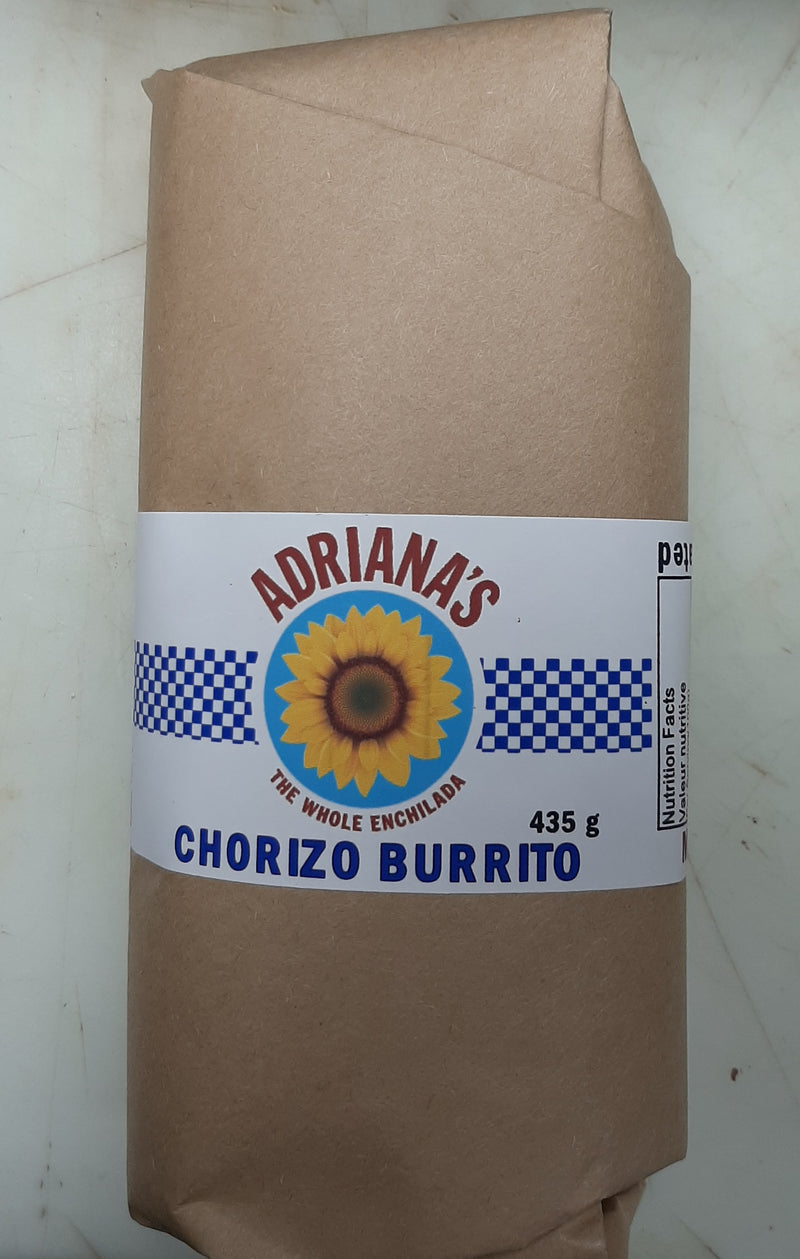 ADRIANA'S
THE WHOLE ENCHILADA
435 g
CHORIZO BURRITO
Nutrition Facts
Valeur nutritive